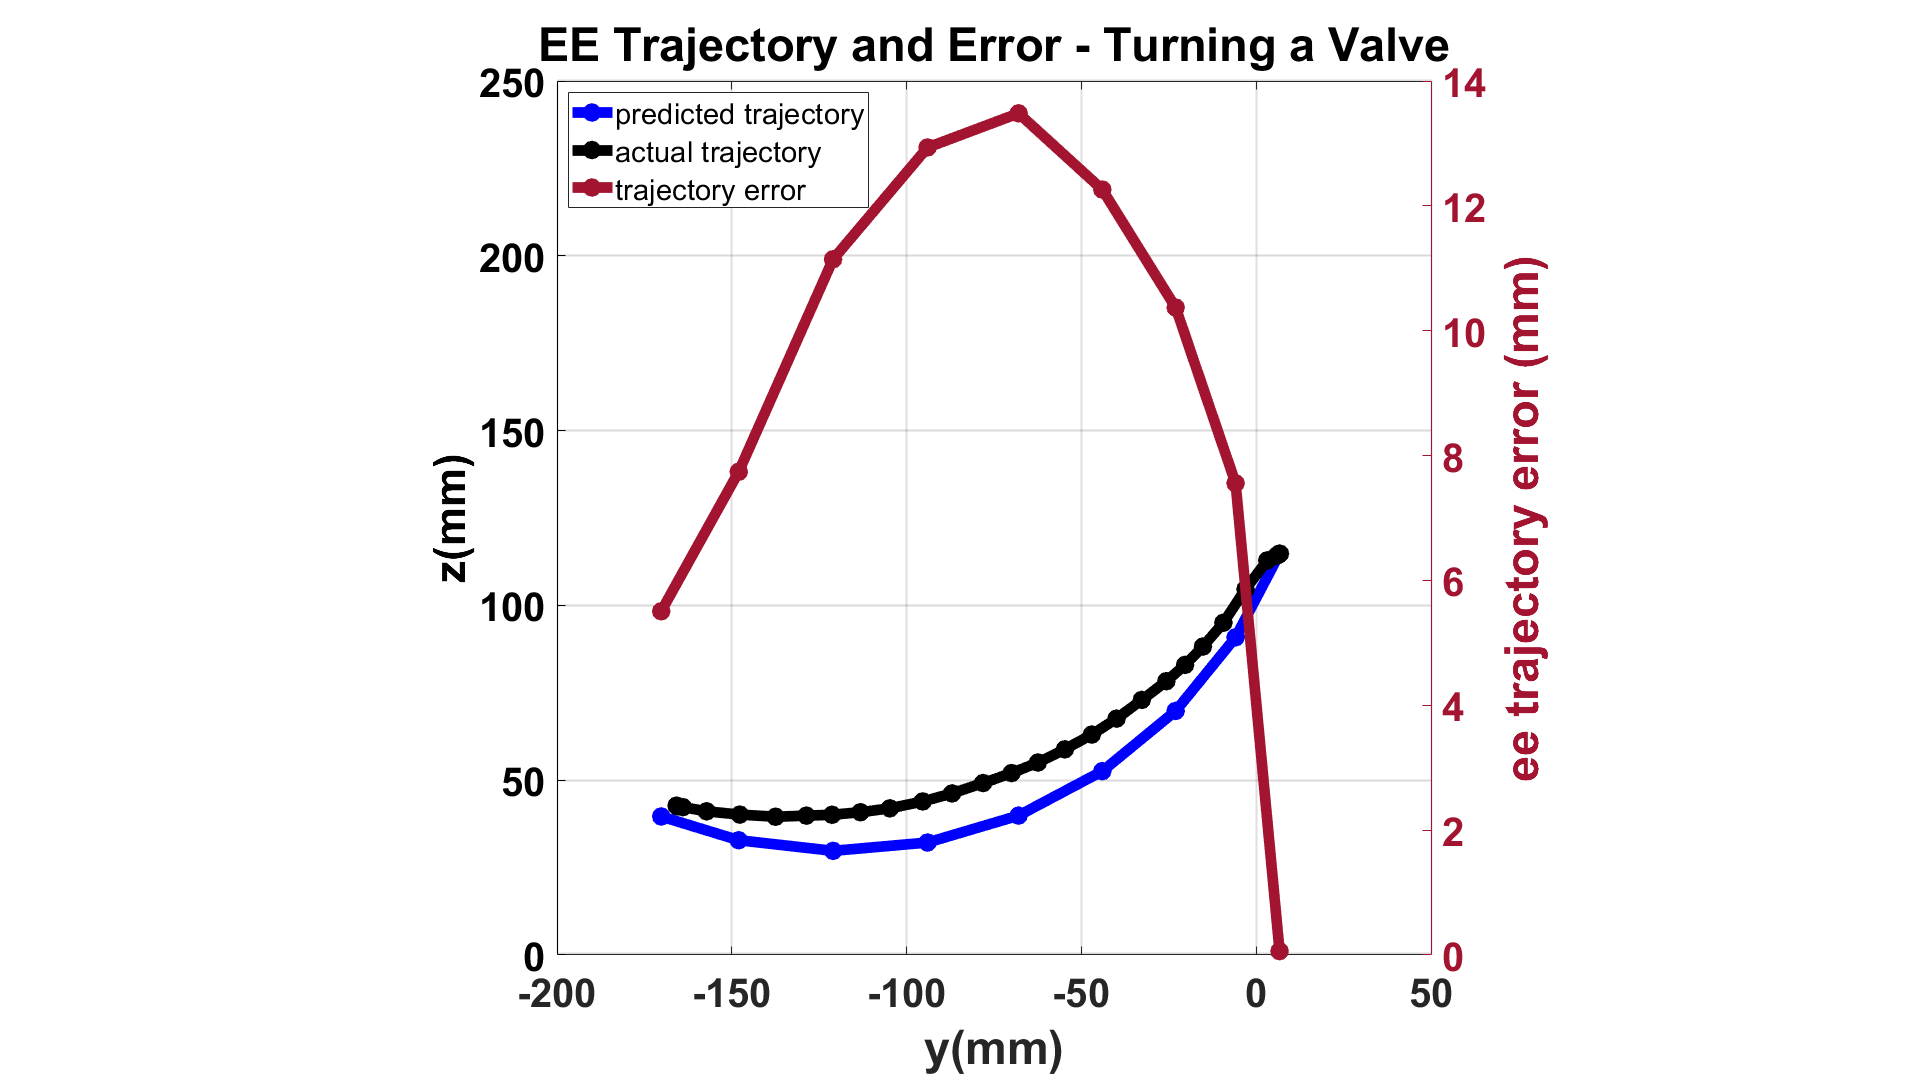 EE Trajectory and Error - Turning a Valve
predicted trajectory
actual trajectory
trajectory error
250
200
150
100
50
0
z(mm)
14
12
10
8
6
4
2
0
ee trajectory error (mm)
-200 -150 -100 -50 0 50
y(mm)